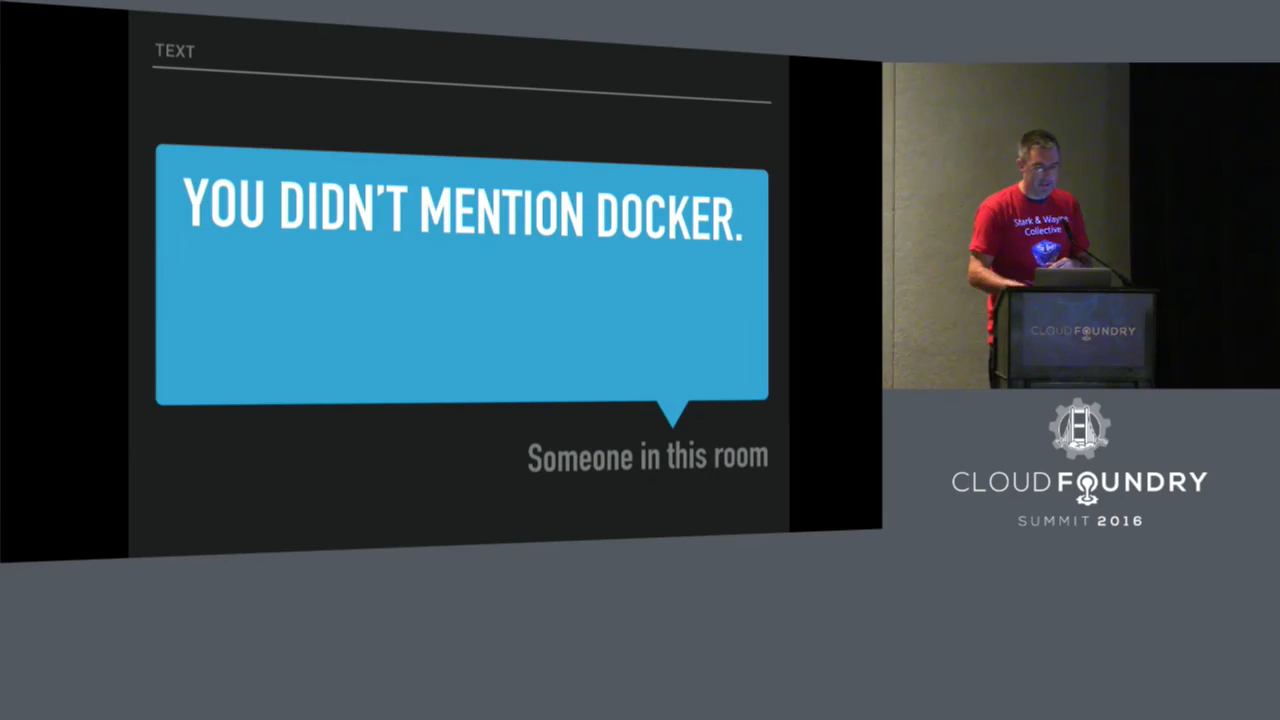 TEXT
YOU DIDN'T MENTION DOCKER.
Someone in this room
Stark & Wayne
Collective
CLOUD FOUNDRY
CLOUD FOUNDRY
SUMMIT 2016